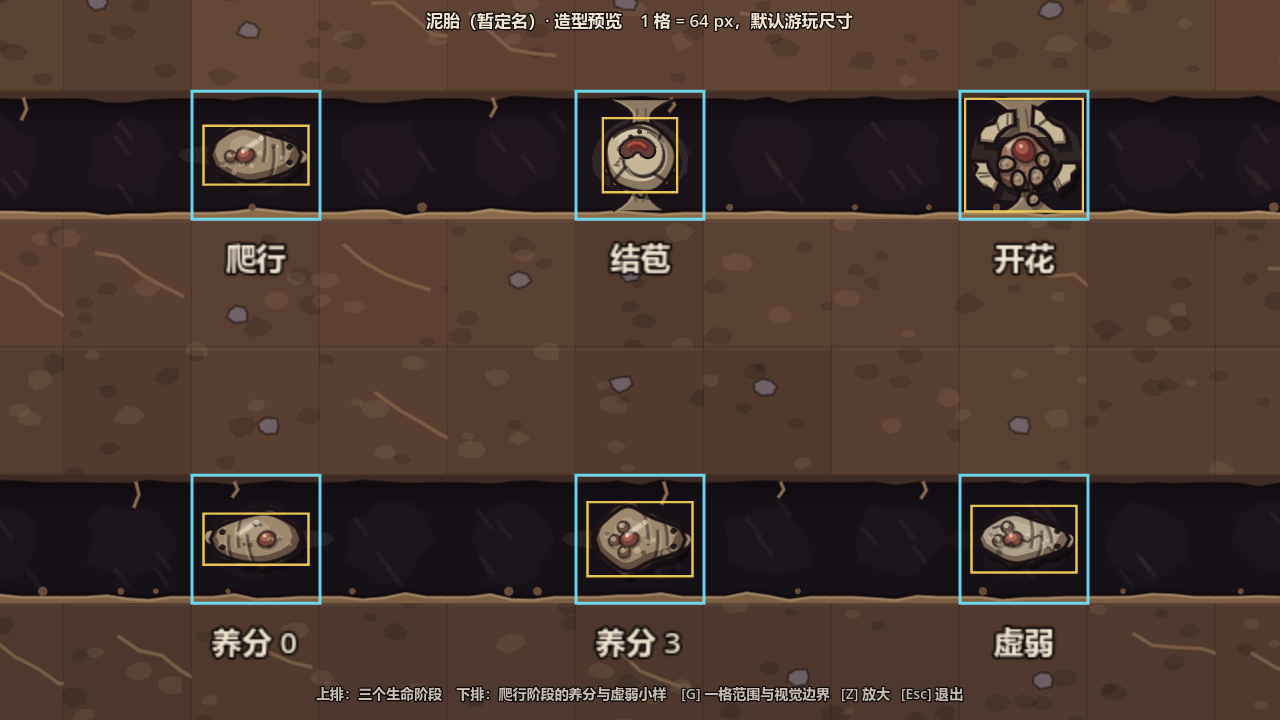 泥胎（暂定名）· 造型预览　1 格 = 64 px，默认游玩尺寸
爬行　结苞　开花
养分 0　养分 3　虚弱
上排：三个生命阶段　下排：爬行阶段的养分与虚弱小样　[G] 一格范围与视觉边界　[Z] 放大　[Esc] 退出